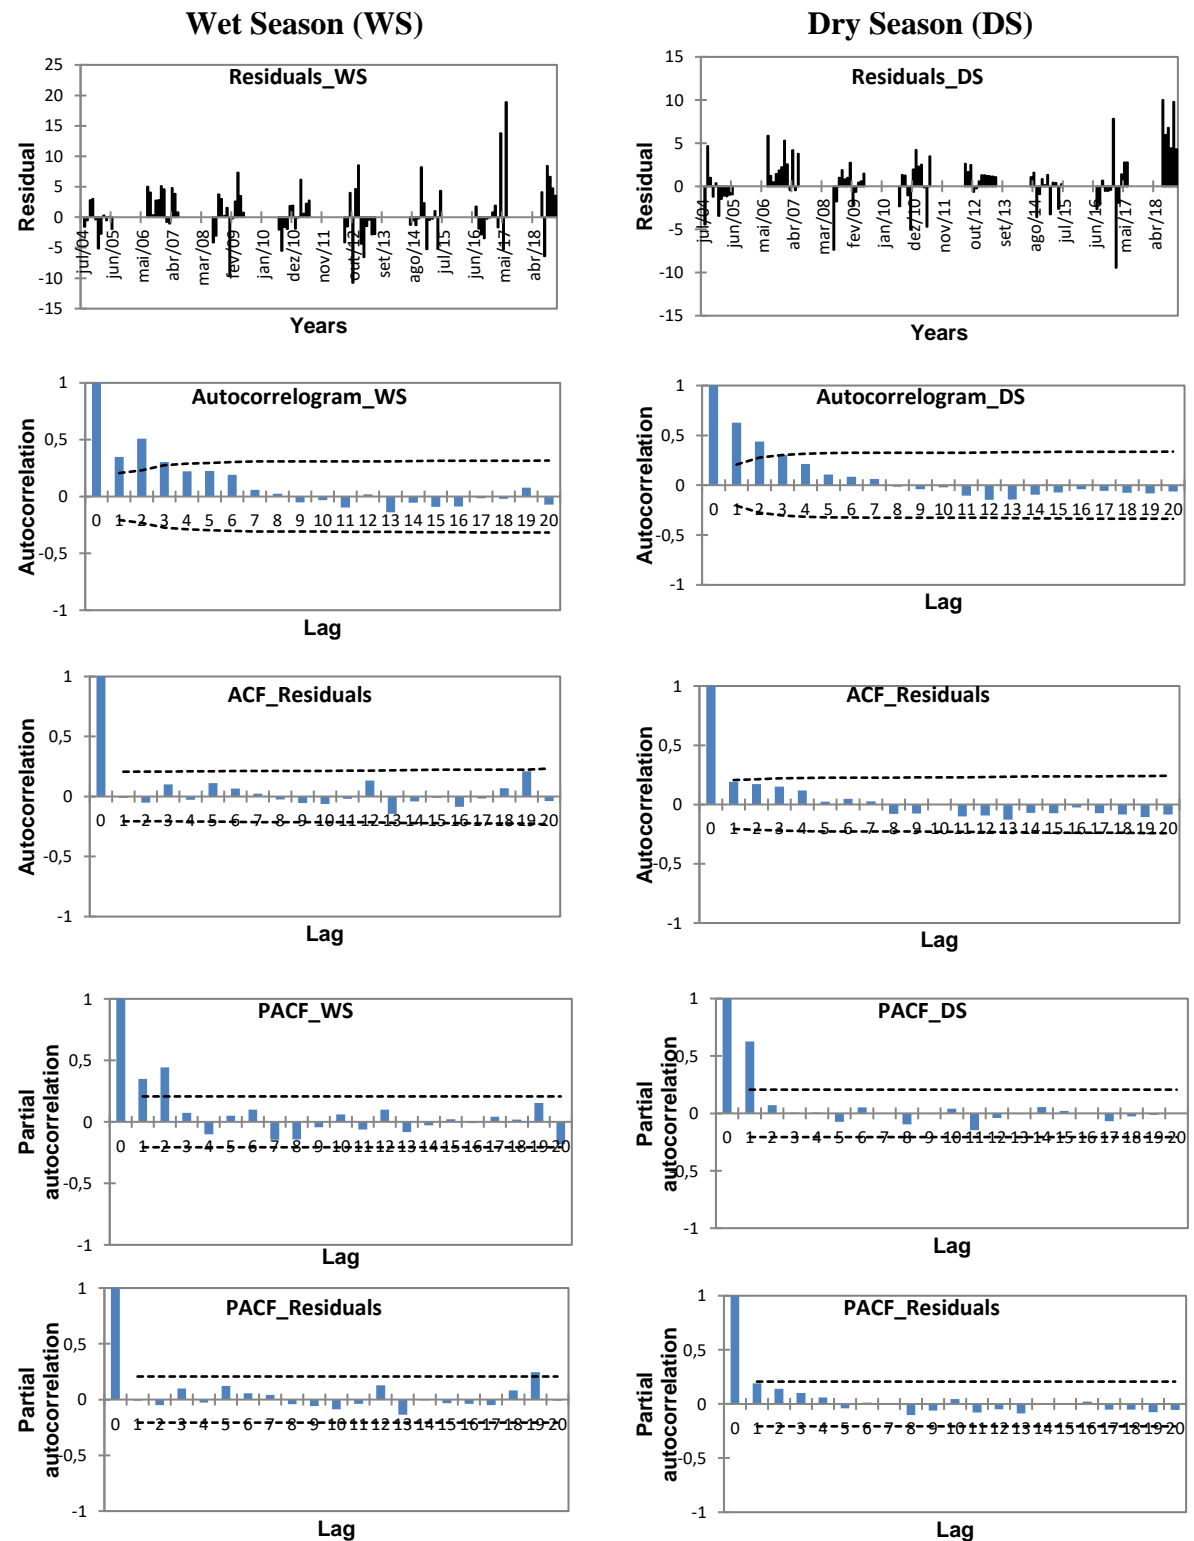 Wet Season (WS)
Dry Season (DS)
Residuals_WS
Residual
25
20
15
10
5
0
-5
-10
-15
jul/04
jun/05
mai/06
abr/07
mar/08
fev/09
jan/10
dez/10
nov/11
out/12
set/13
ago/14
jul/15
jun/16
mai/17
abr/18
Years
Residuals_DS
Residual
15
10
5
0
-5
-10
-15
jul/04
jun/05
mai/06
abr/07
mar/08
fev/09
jan/10
dez/10
nov/11
out/12
set/13
ago/14
jul/15
jun/16
mai/17
abr/18
Years
Autocorrelogram_WS
Autocorrelation
1
0,5
0
-0,5
-1
0 1 2 3 4 5 6 7 8 9 10 11 12 13 14 15 16 17 18 19 20
Lag
Autocorrelogram_DS
Autocorrelation
1
0,5
0
-0,5
-1
0 1 2 3 4 5 6 7 8 9 10 11 12 13 14 15 16 17 18 19 20
Lag
ACF_Residuals
Autocorrelation
1
0,5
0
-0,5
-1
0 1 2 3 4 5 6 7 8 9 10 11 12 13 14 15 16 17 18 19 20
Lag
ACF_Residuals
Autocorrelation
1
0,5
0
-0,5
-1
0 1 2 3 4 5 6 7 8 9 10 11 12 13 14 15 16 17 18 19 20
Lag
PACF_WS
Partial
autocorrelation
1
0,5
0
-0,5
-1
0 1 2 3 4 5 6 7 8 9 10 11 12 13 14 15 16 17 18 19 20
Lag
PACF_DS
Partial
autocorrelation
1
0,5
0
-0,5
-1
0 1 2 3 4 5 6 7 8 9 10 11 12 13 14 15 16 17 18 19 20
Lag
PACF_Residuals
Partial
autocorrelation
1
0,5
0
-0,5
-1
0 1 2 3 4 5 6 7 8 9 10 11 12 13 14 15 16 17 18 19 20
Lag
PACF_Residuals
Partial
autocorrelation
1
0,5
0
-0,5
-1
0 1 2 3 4 5 6 7 8 9 10 11 12 13 14 15 16 17 18 19 20
Lag